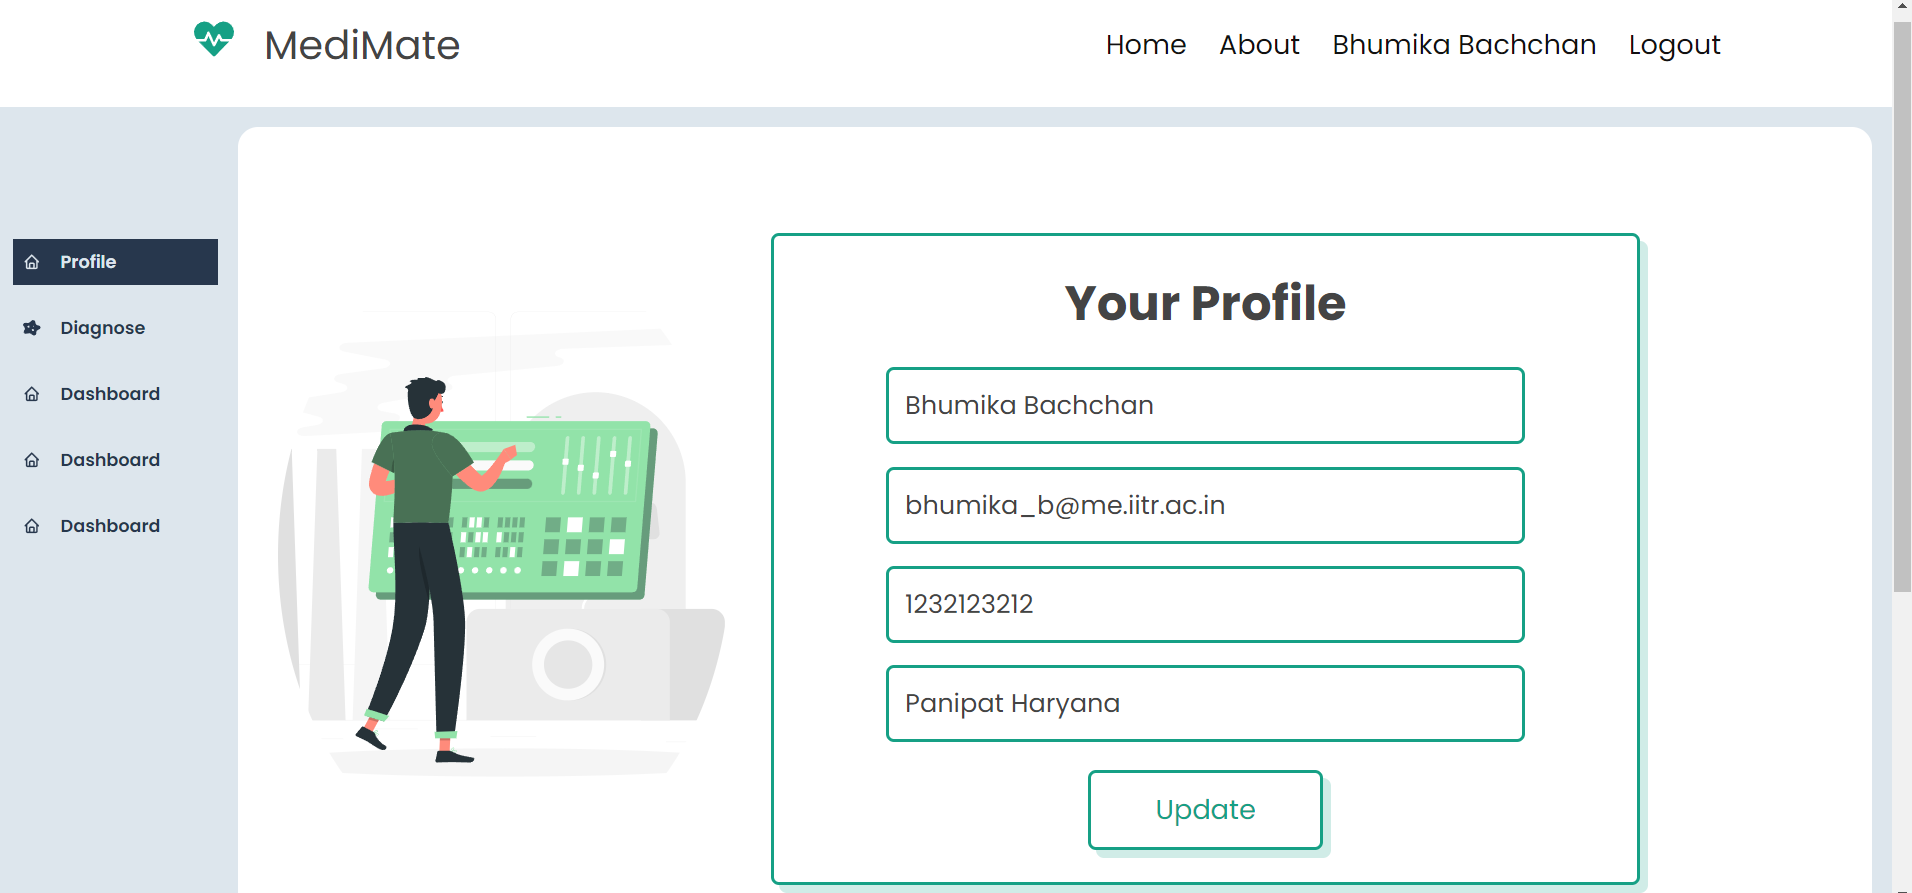 MediMate
Home About Bhumika Bachchan Logout
Profile
Diagnose
Dashboard
Dashboard
Dashboard
Your Profile
Bhumika Bachchan
bhumika_b@me.iitr.ac.in
1232123212
Panipat Haryana
Update